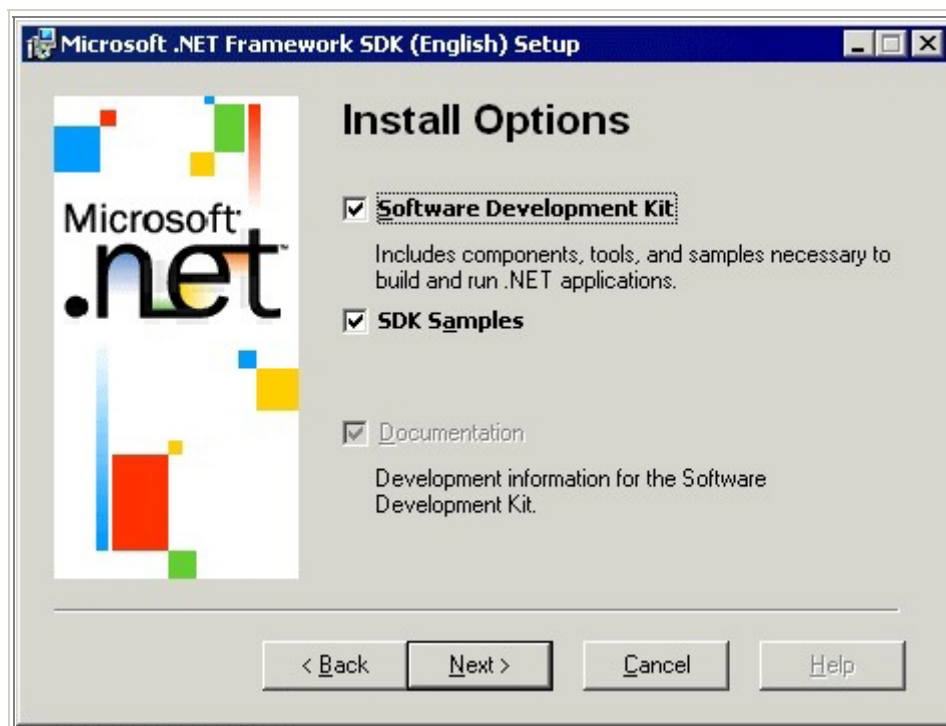 Microsoft .NET Framework SDK (English) Setup
Install Options
Microsoft
.net™
Software Development Kit
Includes components, tools, and samples necessary to
build and run .NET applications.
SDK Samples
Documentation
Development information for the Software
Development Kit.
< Back
Next >
Cancel
Help